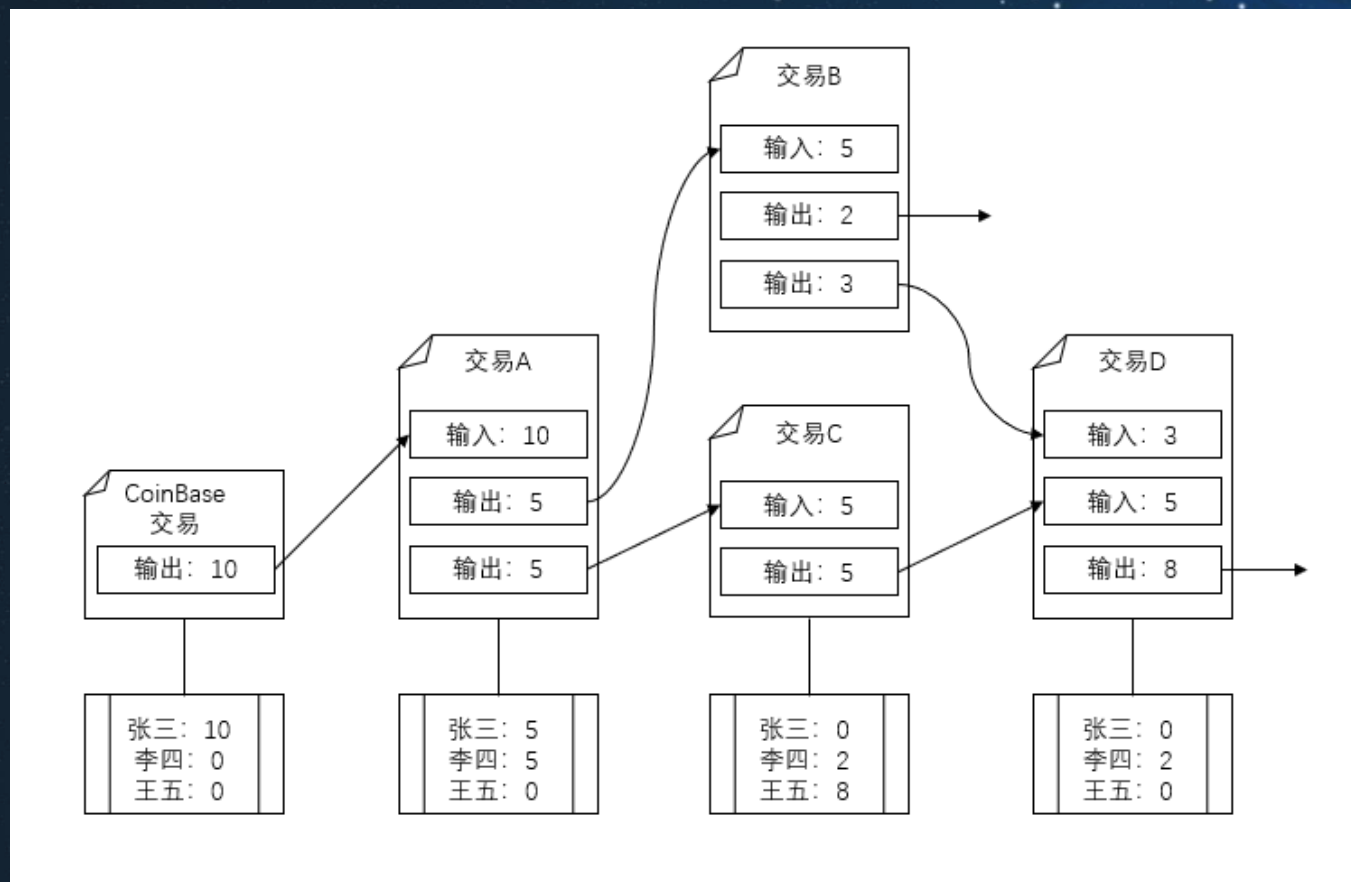 交易B
输入：5
输出：2
输出：3
交易A
输入：10
输出：5
输出：5
交易D
输入：3
输入：5
输出：8
交易C
输入：5
输出：5
CoinBase
交易
输出：10
张三：10
李四：0
王五：0
张三：5
李四：5
王五：0
张三：0
李四：2
王五：8
张三：0
李四：2
王五：0